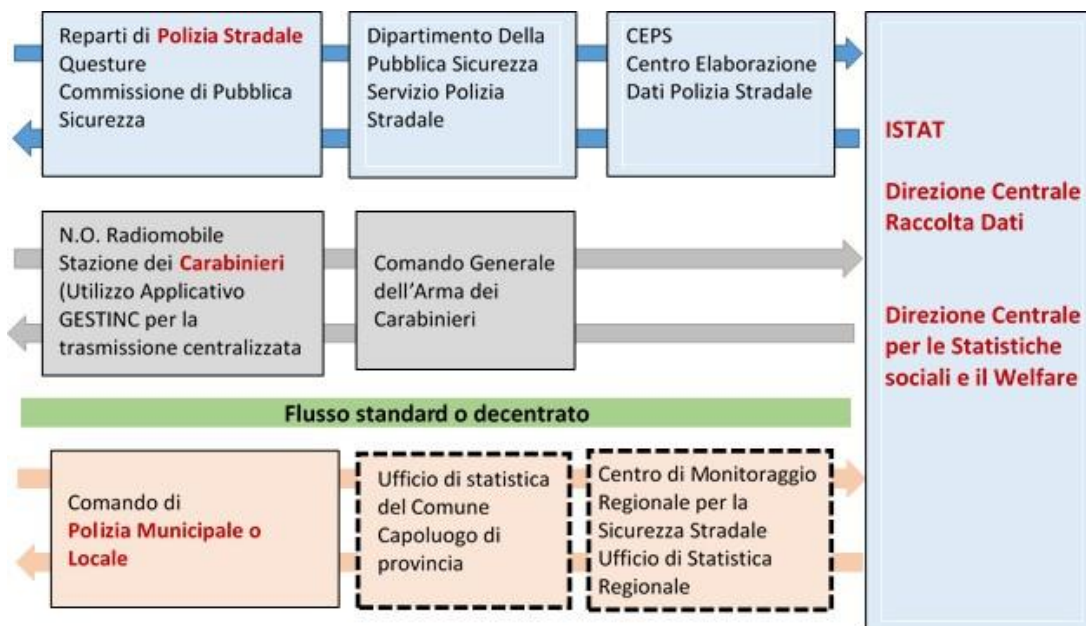 Reparti di Polizia Stradale
Questure
Commissione di Pubblica
Sicurezza
Dipartimento Della
Pubblica Sicurezza
Servizio Polizia
Stradale
CEPS
Centro Elaborazione
Dati Polizia Stradale
ISTAT
Direzione Centrale
Raccolta Dati
Direzione Centrale
per le Statistiche
sociali e il Welfare
N.O. Radiomobile
Stazione dei Carabinieri
(Utilizzo Applicativo
GESTINC per la
trasmissione centralizzata
Comando Generale
dell'Arma dei
Carabinieri
Flusso standard o decentrato
Comando di
Polizia Municipale o
Locale
Ufficio di statistica
del Comune
Capoluogo di
provincia
Centro di Monitoraggio
Regionale per la
Sicurezza Stradale
Ufficio di Statistica
Regionale